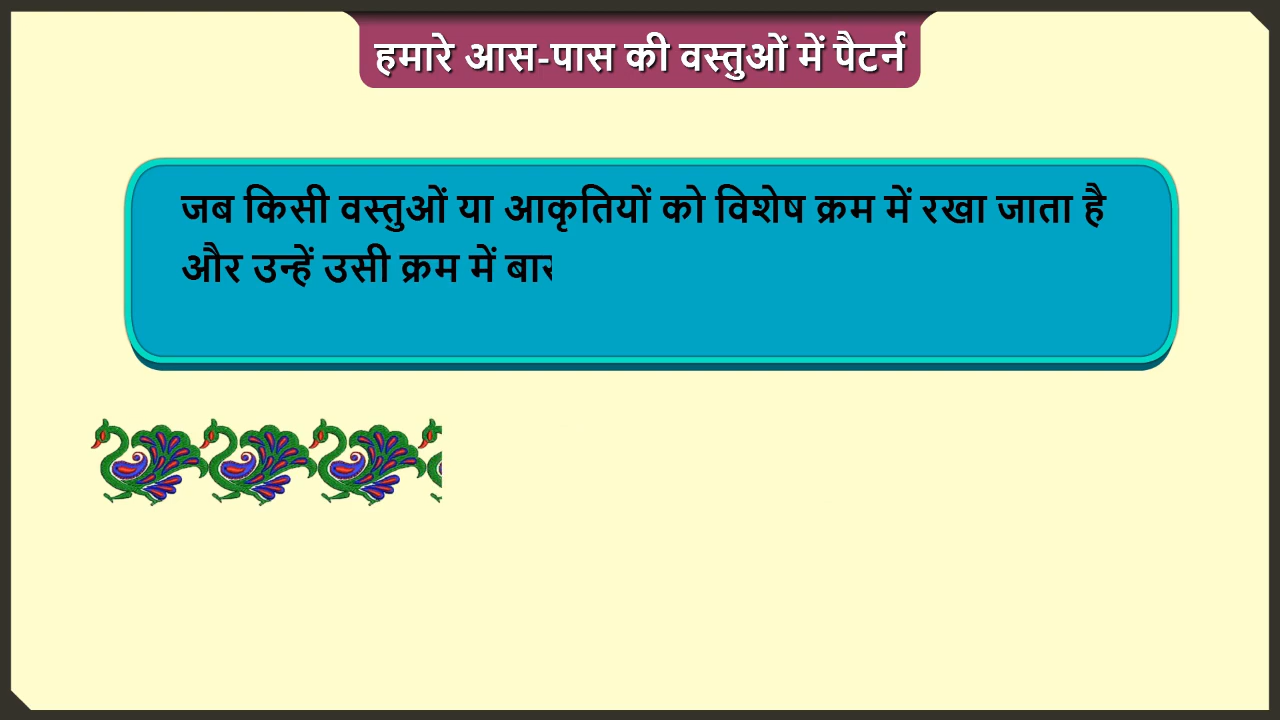 हमारे आस-पास की वस्तुओं में पैटर्न
जब किसी वस्तुओं या आकृतियों को विशेष क्रम में रखा जाता है
और उन्हें उसी क्रम में